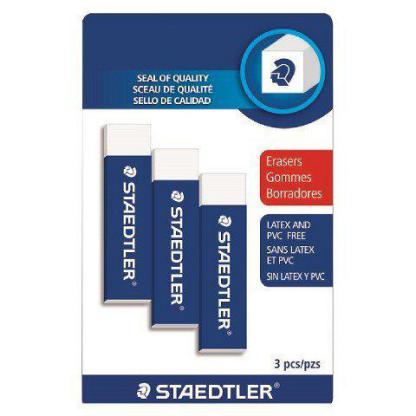 SEAL OF QUALITY
SCEAU DE QUALITÉ
SELLO DE CALIDAD
STAEDTLER
STAEDTLER
STAEDTLER
Erasers
Gommes
Borradores
LATEX AND
PVC FREE
SANS LATEX
ET PVC
SIN LATEX Y PVC
3 pcs/pzs
STAEDTLER